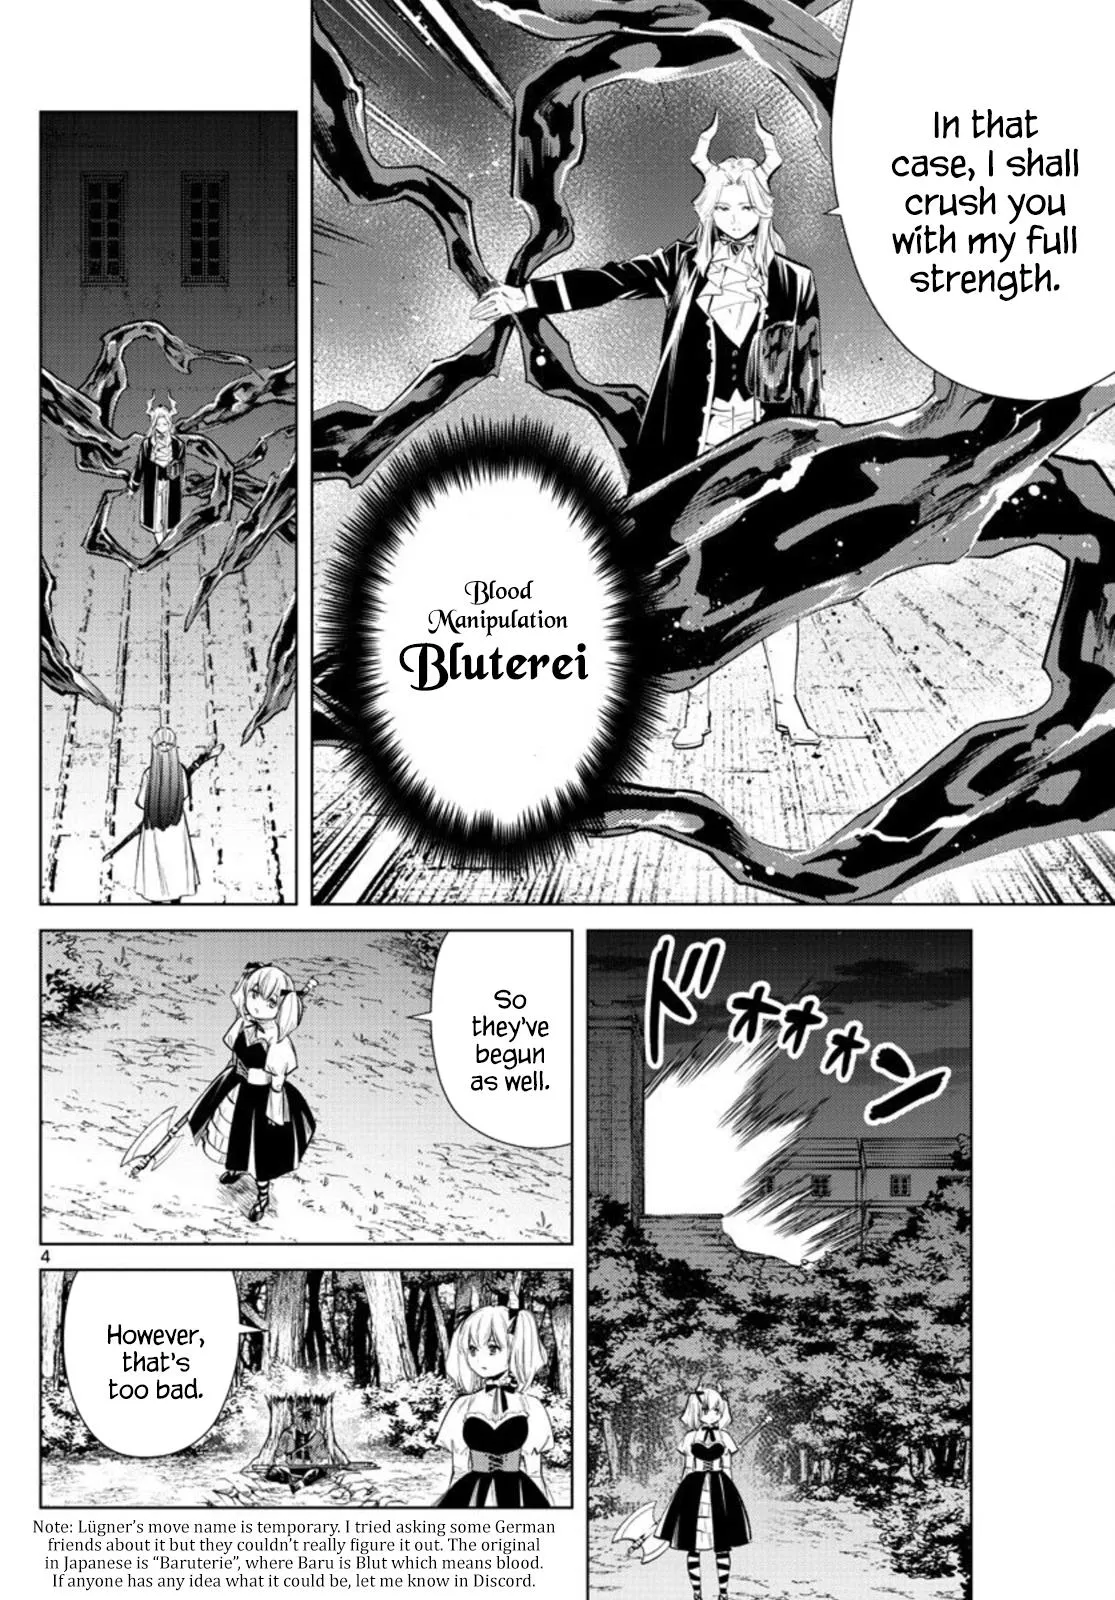 In that
case, I shall
crush you
with my full
strength.
Blood
Manipulation
Bluterei
ドォオオォン
So
they've
begun
as well.
4
However,
that's
too bad.
Note: Lügner's move name is temporary. I tried asking some German
friends about it but they couldn't really figure it out. The original
in Japanese is "Baruterie", where Baru is Blut which means blood.
If anyone has any idea what it could be, let me know in Discord.